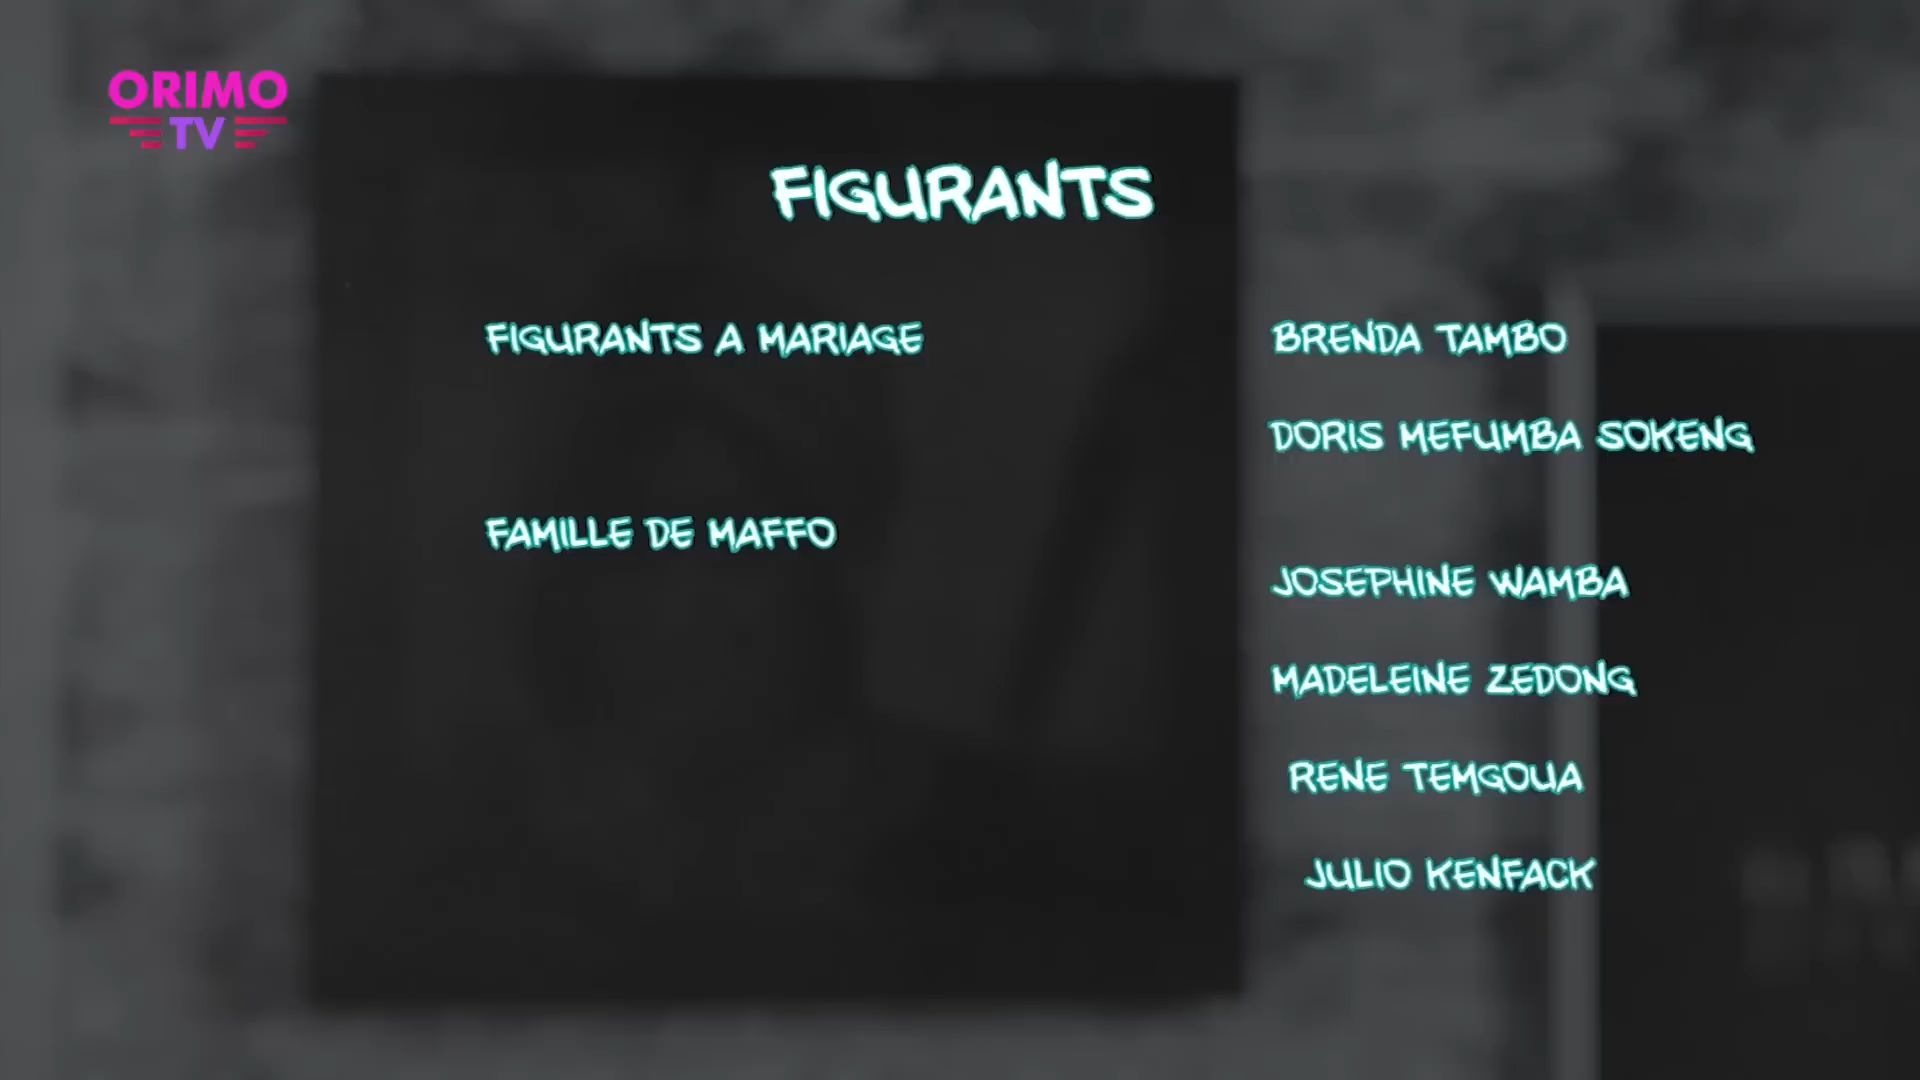 ORIMO
TV
FIGURANTS
FIGURANTS A MARIAGE
BRENDA TAMBO
DORIS MEFUMBA SOKENG
FAMILLE DE MAFFO
JOSEPHINE WAMBA
MADELEINE ZEDONG
RENE TEMGOUA
JULIO KENFACK